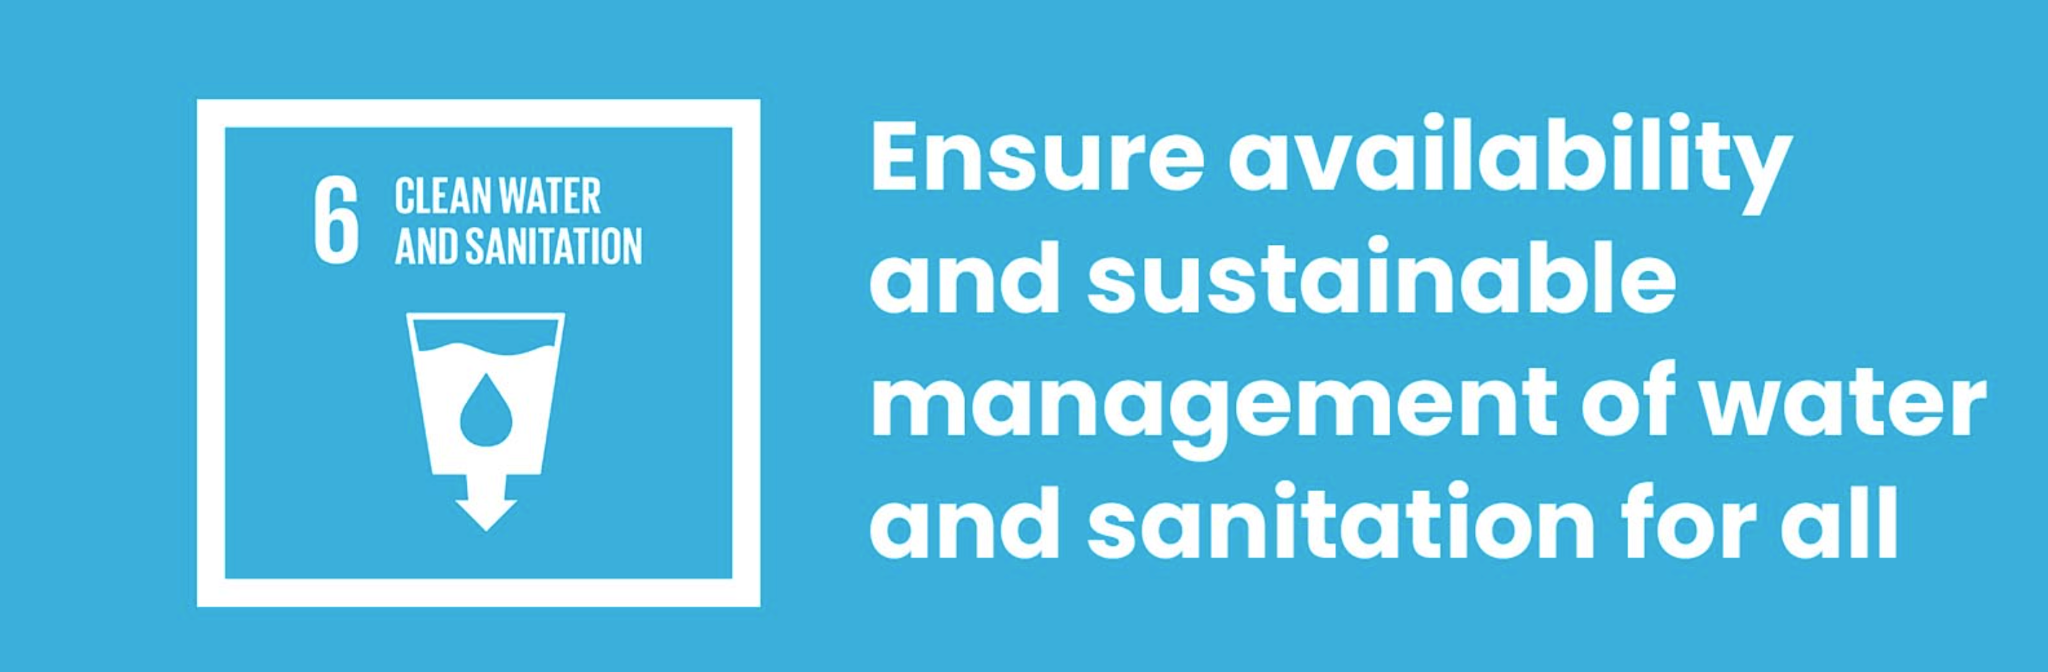 6
CLEAN WATER
AND SANITATION
Ensure availability
and sustainable
management of water
and sanitation for all